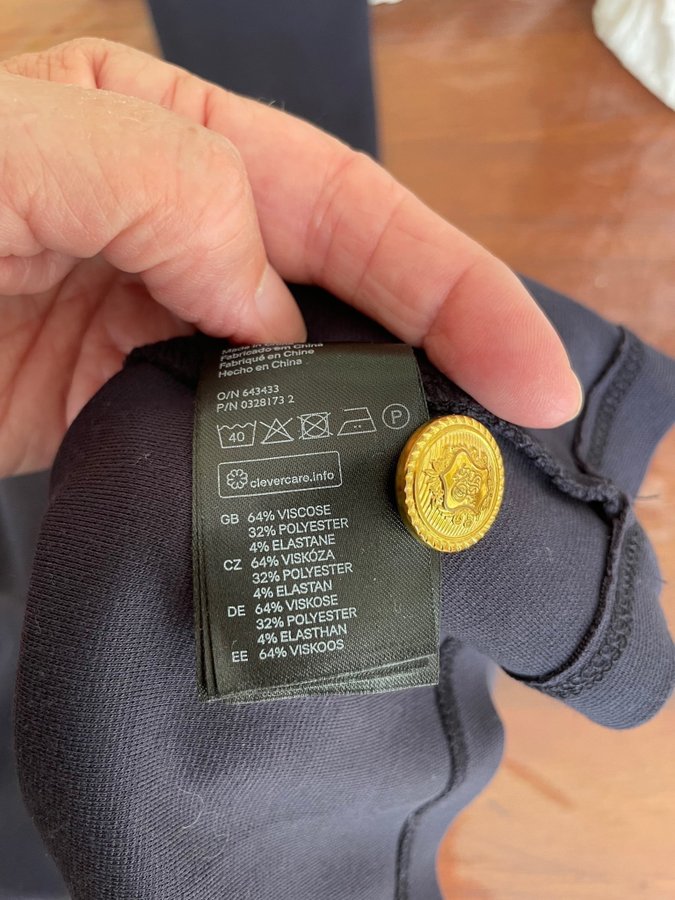 Made in
Fabricado em China
Fabriqué en Chine
Hecho en China
O/N 643433
P/N 0328173 2
40 P
clevercare.info
GB 64% VISCOSE
32% POLYESTER
4% ELASTANE
CZ 64% VISKÓZA
32% POLYESTER
4% ELASTAN
DE 64% VISKOSE
32% POLYESTER
4% ELASTHAN
EE 64% VISKOOS